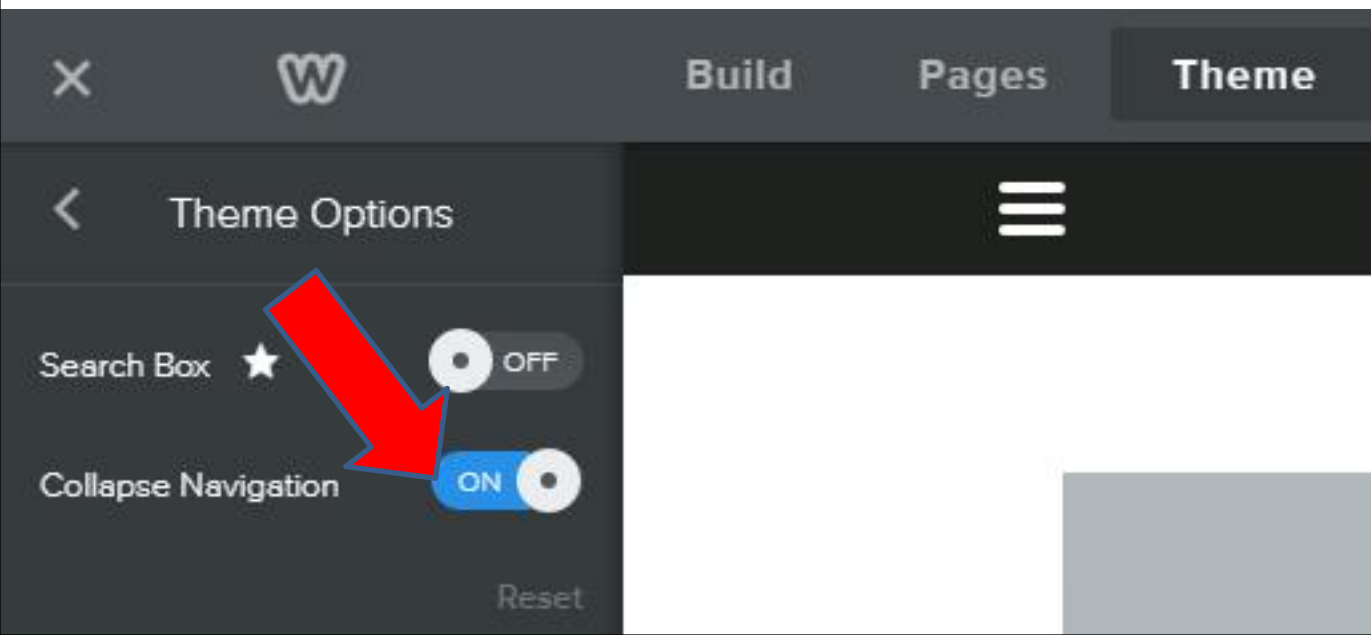 Build Pages Theme
Theme Options
Search Box OFF
Collapse Navigation ON
Reset